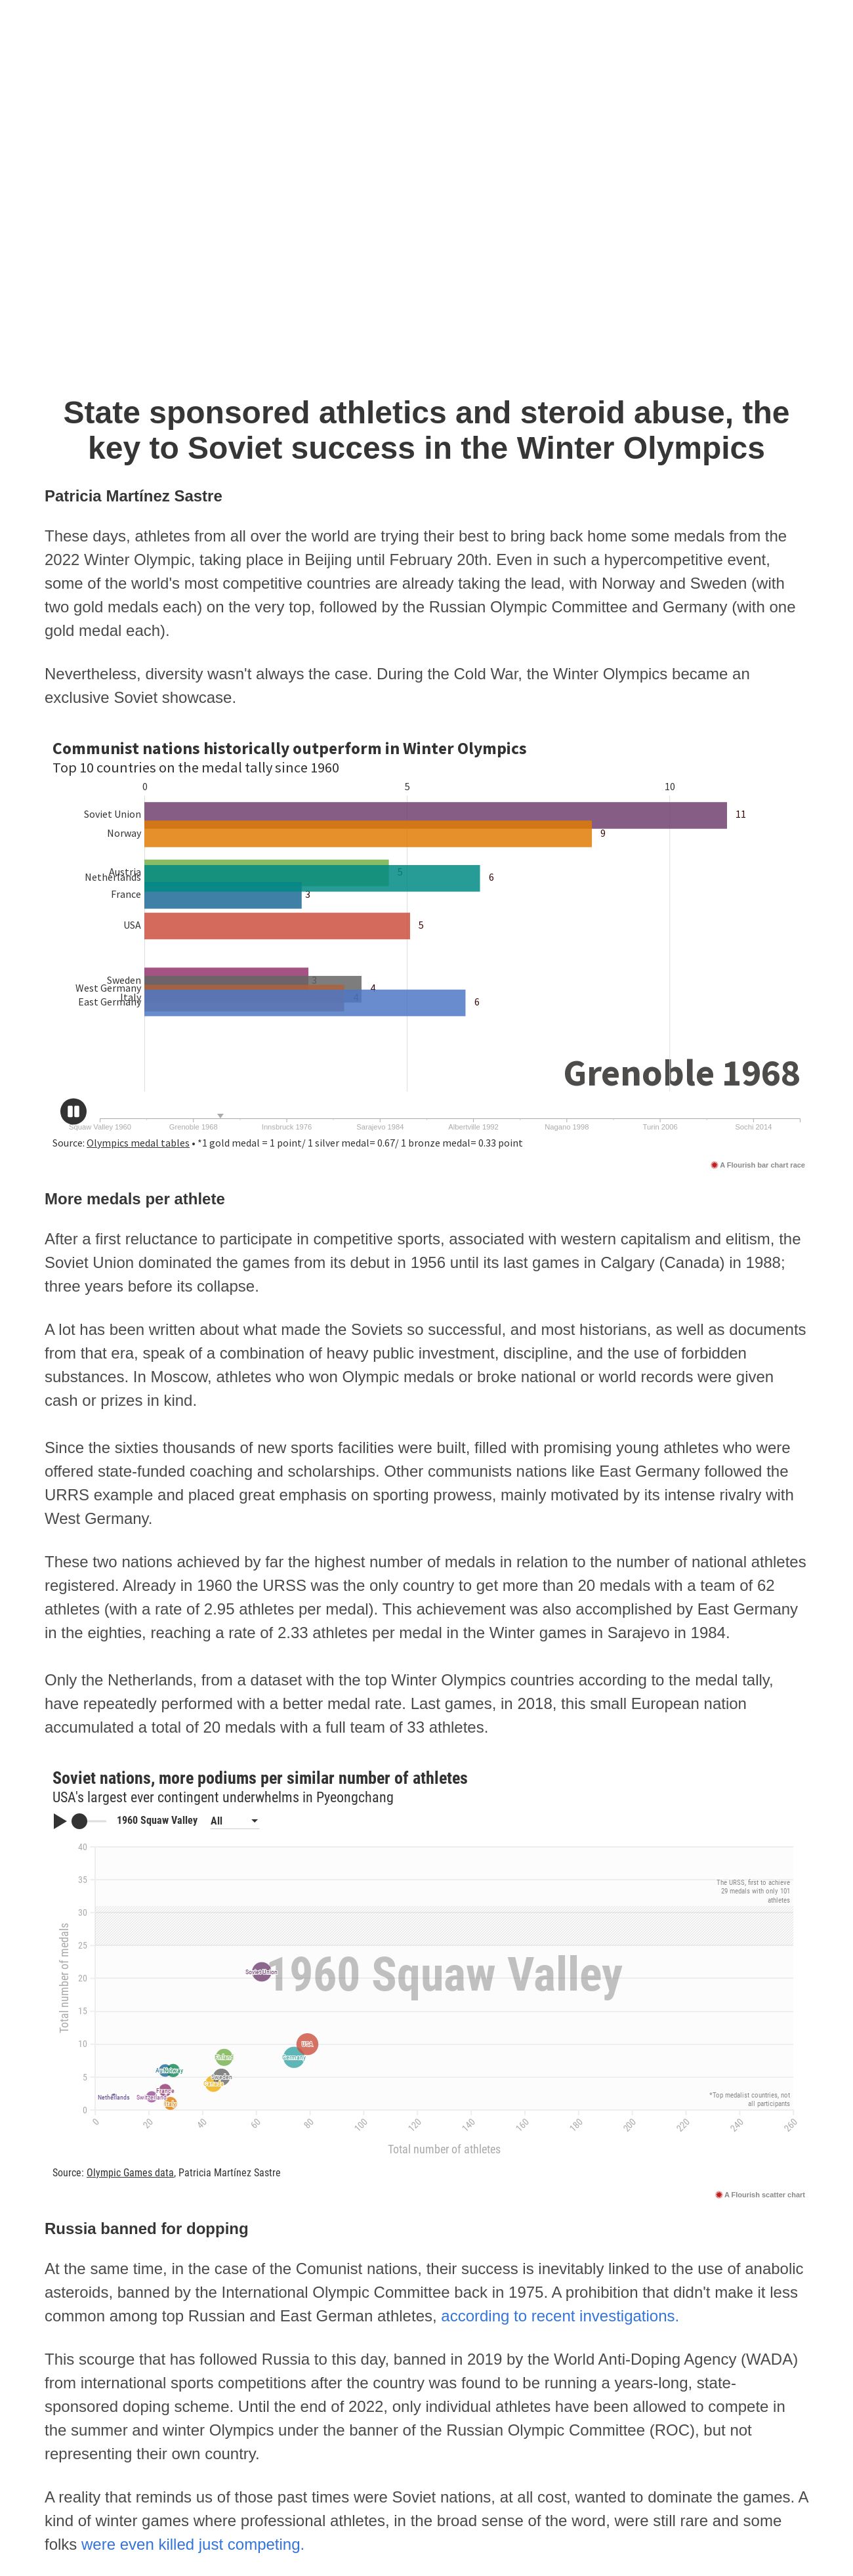 State sponsored athletics and steroid abuse, the
key to Soviet success in the Winter Olympics
Patricia Martínez Sastre
These days, athletes from all over the world are trying their best to bring back home some medals from the
2022 Winter Olympic, taking place in Beijing until February 20th. Even in such a hypercompetitive event,
some of the world's most competitive countries are already taking the lead, with Norway and Sweden (with
two gold medals each) on the very top, followed by the Russian Olympic Committee and Germany (with one
gold medal each).
Nevertheless, diversity wasn't always the case. During the Cold War, the Winter Olympics became an
exclusive Soviet showcase.
Communist nations historically outperform in Winter Olympics
Top 10 countries on the medal tally since 1960
0 5 10
Soviet Union 11
Norway 9
Austria 5
Netherlands 6
France 3
USA 5
Sweden 3
West Germany 4
Italy 4
East Germany 6
Grenoble 1968
Squaw Valley 1960 Grenoble 1968 Innsbruck 1976 Sarajevo 1984 Albertville 1992 Nagano 1998 Turin 2006 Sochi 2014
Source: Olympics medal tables • *1 gold medal = 1 point/ 1 silver medal= 0.67/ 1 bronze medal= 0.33 point
A Flourish bar chart race
More medals per athlete
After a first reluctance to participate in competitive sports, associated with western capitalism and elitism, the
Soviet Union dominated the games from its debut in 1956 until its last games in Calgary (Canada) in 1988;
three years before its collapse.
A lot has been written about what made the Soviets so successful, and most historians, as well as documents
from that era, speak of a combination of heavy public investment, discipline, and the use of forbidden
substances. In Moscow, athletes who won Olympic medals or broke national or world records were given
cash or prizes in kind.
Since the sixties thousands of new sports facilities were built, filled with promising young athletes who were
offered state-funded coaching and scholarships. Other communists nations like East Germany followed the
URRS example and placed great emphasis on sporting prowess, mainly motivated by its intense rivalry with
West Germany.
These two nations achieved by far the highest number of medals in relation to the number of national athletes
registered. Already in 1960 the URSS was the only country to get more than 20 medals with a team of 62
athletes (with a rate of 2.95 athletes per medal). This achievement was also accomplished by East Germany
in the eighties, reaching a rate of 2.33 athletes per medal in the Winter games in Sarajevo in 1984.
Only the Netherlands, from a dataset with the top Winter Olympics countries according to the medal tally,
have repeatedly performed with a better medal rate. Last games, in 2018, this small European nation
accumulated a total of 20 medals with a full team of 33 athletes.
Soviet nations, more podiums per similar number of athletes
USA's largest ever contingent underwhelms in Pyeongchang
1960 Squaw Valley All
40
35
The URSS, first to achieve
29 medals with only 101
athletes
30
25
Total number of medals
1960 Squaw Valley
Soviet Union
20
15
10
USA
Germany
Finland
Norway
Sweden
5
France
Netherlands
Switzerland
Italy
*Top medalist countries, not
all participants
0
0 20 40 60 80 100 120 140 160 180 200 220 240 260
Total number of athletes
Source: Olympic Games data, Patricia Martínez Sastre
A Flourish scatter chart
Russia banned for dopping
At the same time, in the case of the Comunist nations, their success is inevitably linked to the use of anabolic
asteroids, banned by the International Olympic Committee back in 1975. A prohibition that didn't make it less
common among top Russian and East German athletes, according to recent investigations.
This scourge that has followed Russia to this day, banned in 2019 by the World Anti-Doping Agency (WADA)
from international sports competitions after the country was found to be running a years-long, state-
sponsored doping scheme. Until the end of 2022, only individual athletes have been allowed to compete in
the summer and winter Olympics under the banner of the Russian Olympic Committee (ROC), but not
representing their own country.
A reality that reminds us of those past times were Soviet nations, at all cost, wanted to dominate the games. A
kind of winter games where professional athletes, in the broad sense of the word, were still rare and some
folks were even killed just competing.